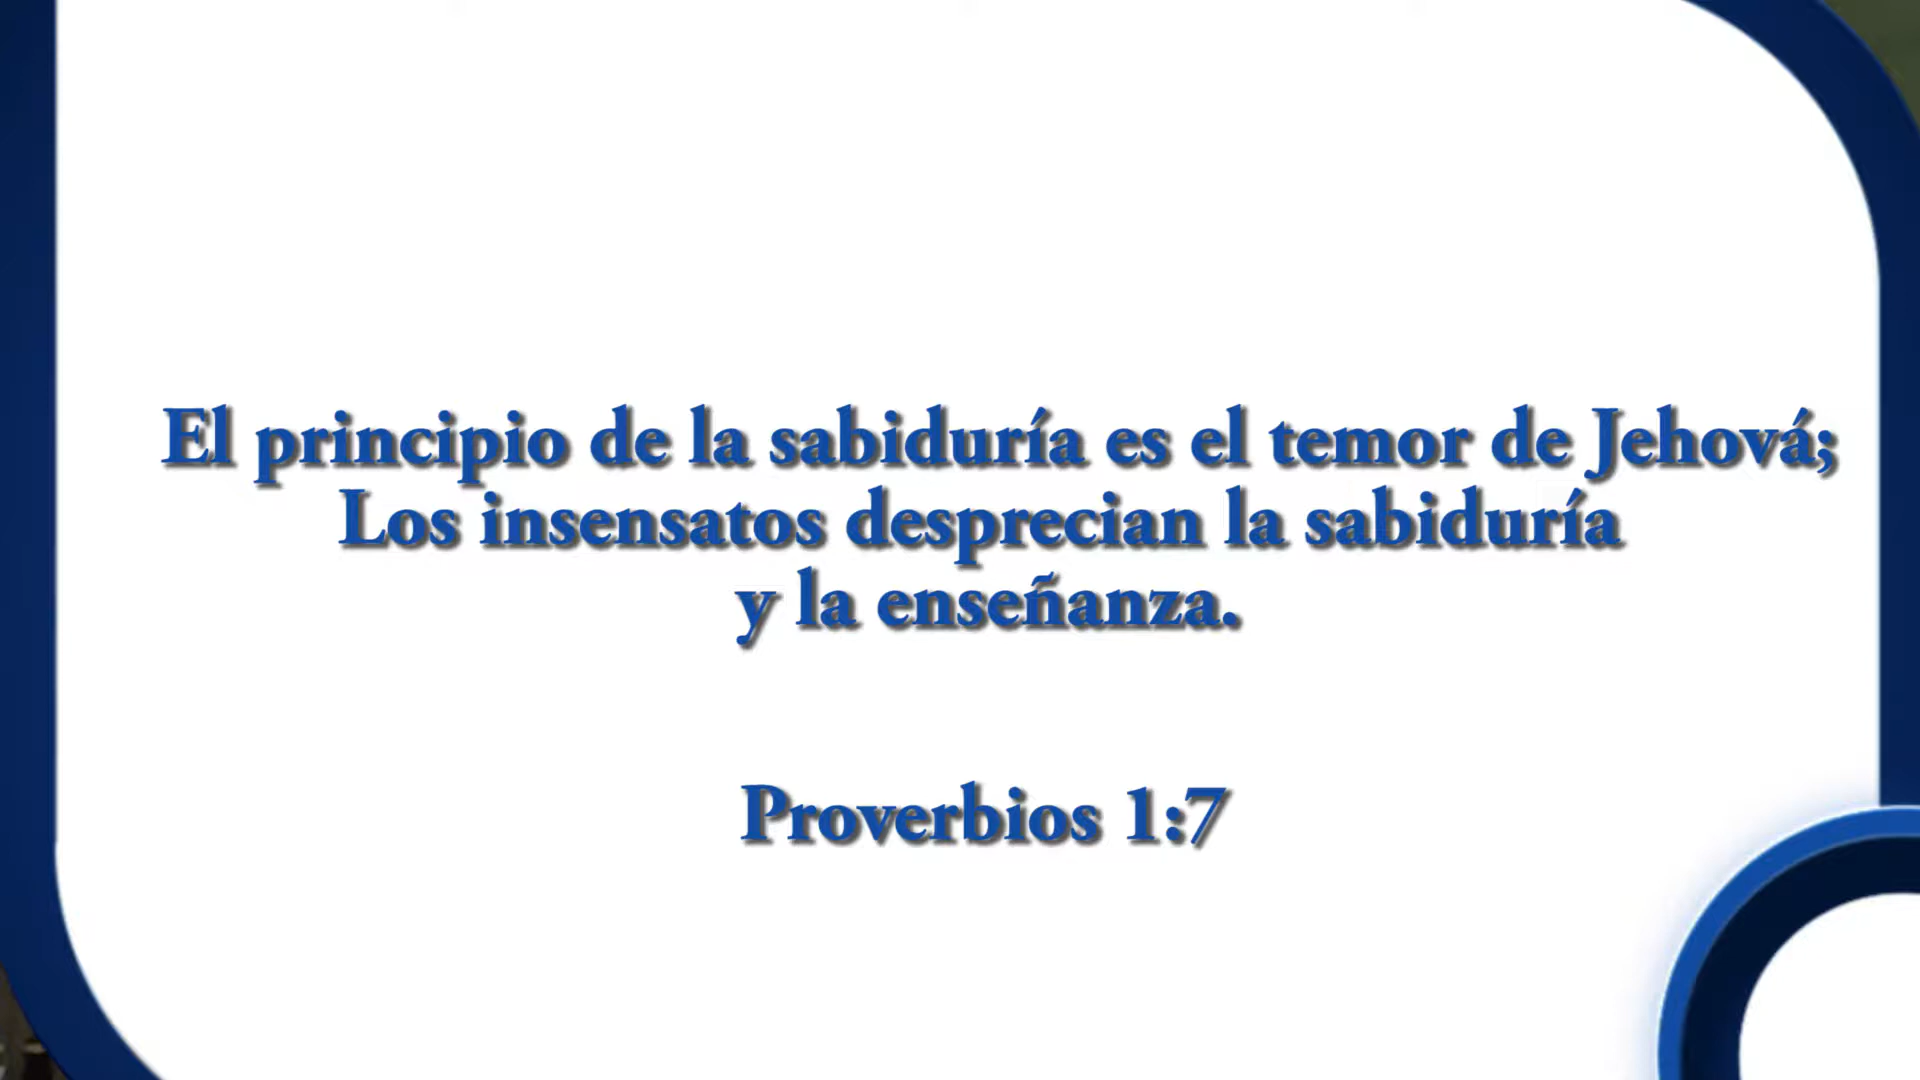 El principio de la sabiduría es el temor de Jehová;
Los insensatos desprecian la sabiduría
y la enseñanza.
Proverbios 1:7